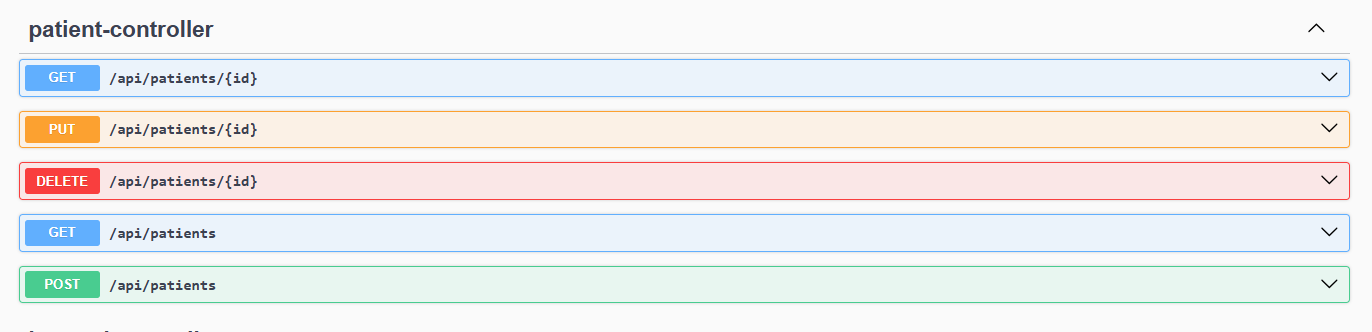 patient-controller
GET /api/patients/{id}
PUT /api/patients/{id}
DELETE /api/patients/{id}
GET /api/patients
POST /api/patients